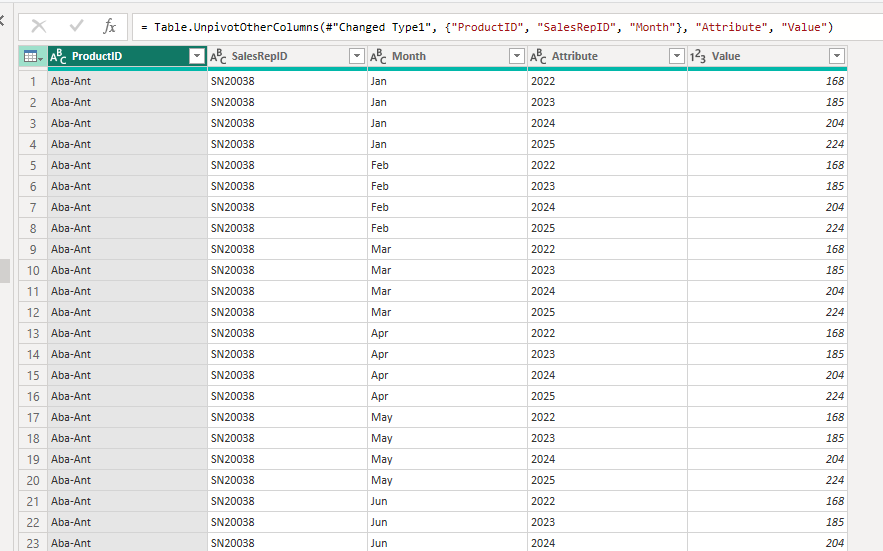 fx = Table.UnpivotOtherColumns(#"Changed Type1", {"ProductID", "SalesRepID", "Month"}, "Attribute", "Value")
ABC ProductID ABC SalesRepID ABC Month ABC Attribute 123 Value
1 Aba-Ant SN20038 Jan 2022 168
2 Aba-Ant SN20038 Jan 2023 185
3 Aba-Ant SN20038 Jan 2024 204
4 Aba-Ant SN20038 Jan 2025 224
5 Aba-Ant SN20038 Feb 2022 168
6 Aba-Ant SN20038 Feb 2023 185
7 Aba-Ant SN20038 Feb 2024 204
8 Aba-Ant SN20038 Feb 2025 224
9 Aba-Ant SN20038 Mar 2022 168
10 Aba-Ant SN20038 Mar 2023 185
11 Aba-Ant SN20038 Mar 2024 204
12 Aba-Ant SN20038 Mar 2025 224
13 Aba-Ant SN20038 Apr 2022 168
14 Aba-Ant SN20038 Apr 2023 185
15 Aba-Ant SN20038 Apr 2024 204
16 Aba-Ant SN20038 Apr 2025 224
17 Aba-Ant SN20038 May 2022 168
18 Aba-Ant SN20038 May 2023 185
19 Aba-Ant SN20038 May 2024 204
20 Aba-Ant SN20038 May 2025 224
21 Aba-Ant SN20038 Jun 2022 168
22 Aba-Ant SN20038 Jun 2023 185
23 Aba-Ant SN20038 Jun 2024 204